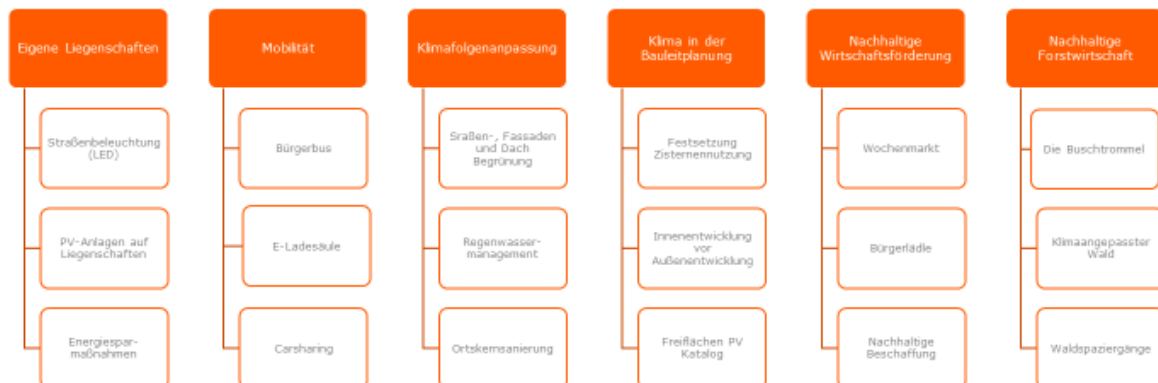 Eigene Liegenschaften
Straßenbeleuchtung
(LED)
PV-Anlagen auf
Liegenschaften
Energiespar-
maßnahmen
Mobilität
Bürgerbus
E-Ladesäule
Carsharing
Klimafolgenanpassung
Sraßen-, Fassaden
und Dach
Begrünung
Regenwasser-
management
Ortskernsanierung
Klima in der
Bauleitplanung
Festsetzung
Zisternennutzung
Innenentwicklung
vor
Außenentwicklung
Freiflächen PV
Katalog
Nachhaltige
Wirtschaftsförderung
Wochenmarkt
Bürgerlädle
Nachhaltige
Beschaffung
Nachhaltige
Forstwirtschaft
Die Buschtrommel
Klimaangepasster
Wald
Waldspaziergänge